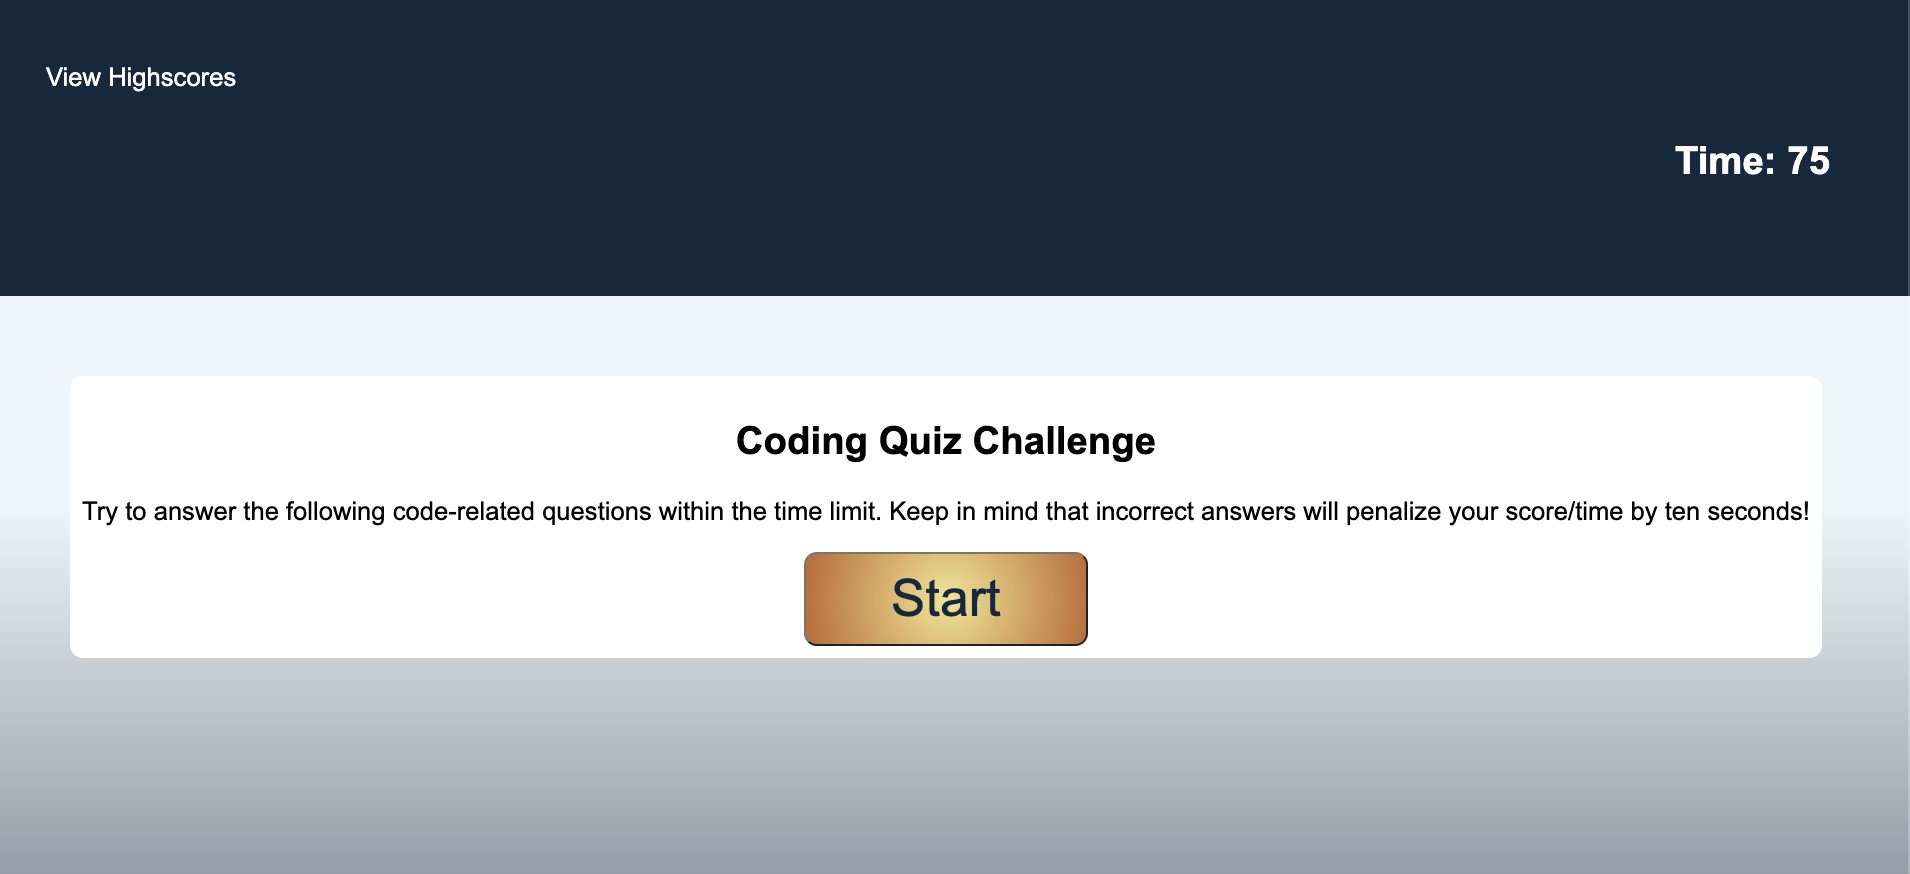 View Highscores
Time: 75
Coding Quiz Challenge
Try to answer the following code-related questions within the time limit. Keep in mind that incorrect answers will penalize your score/time by ten seconds!
Start